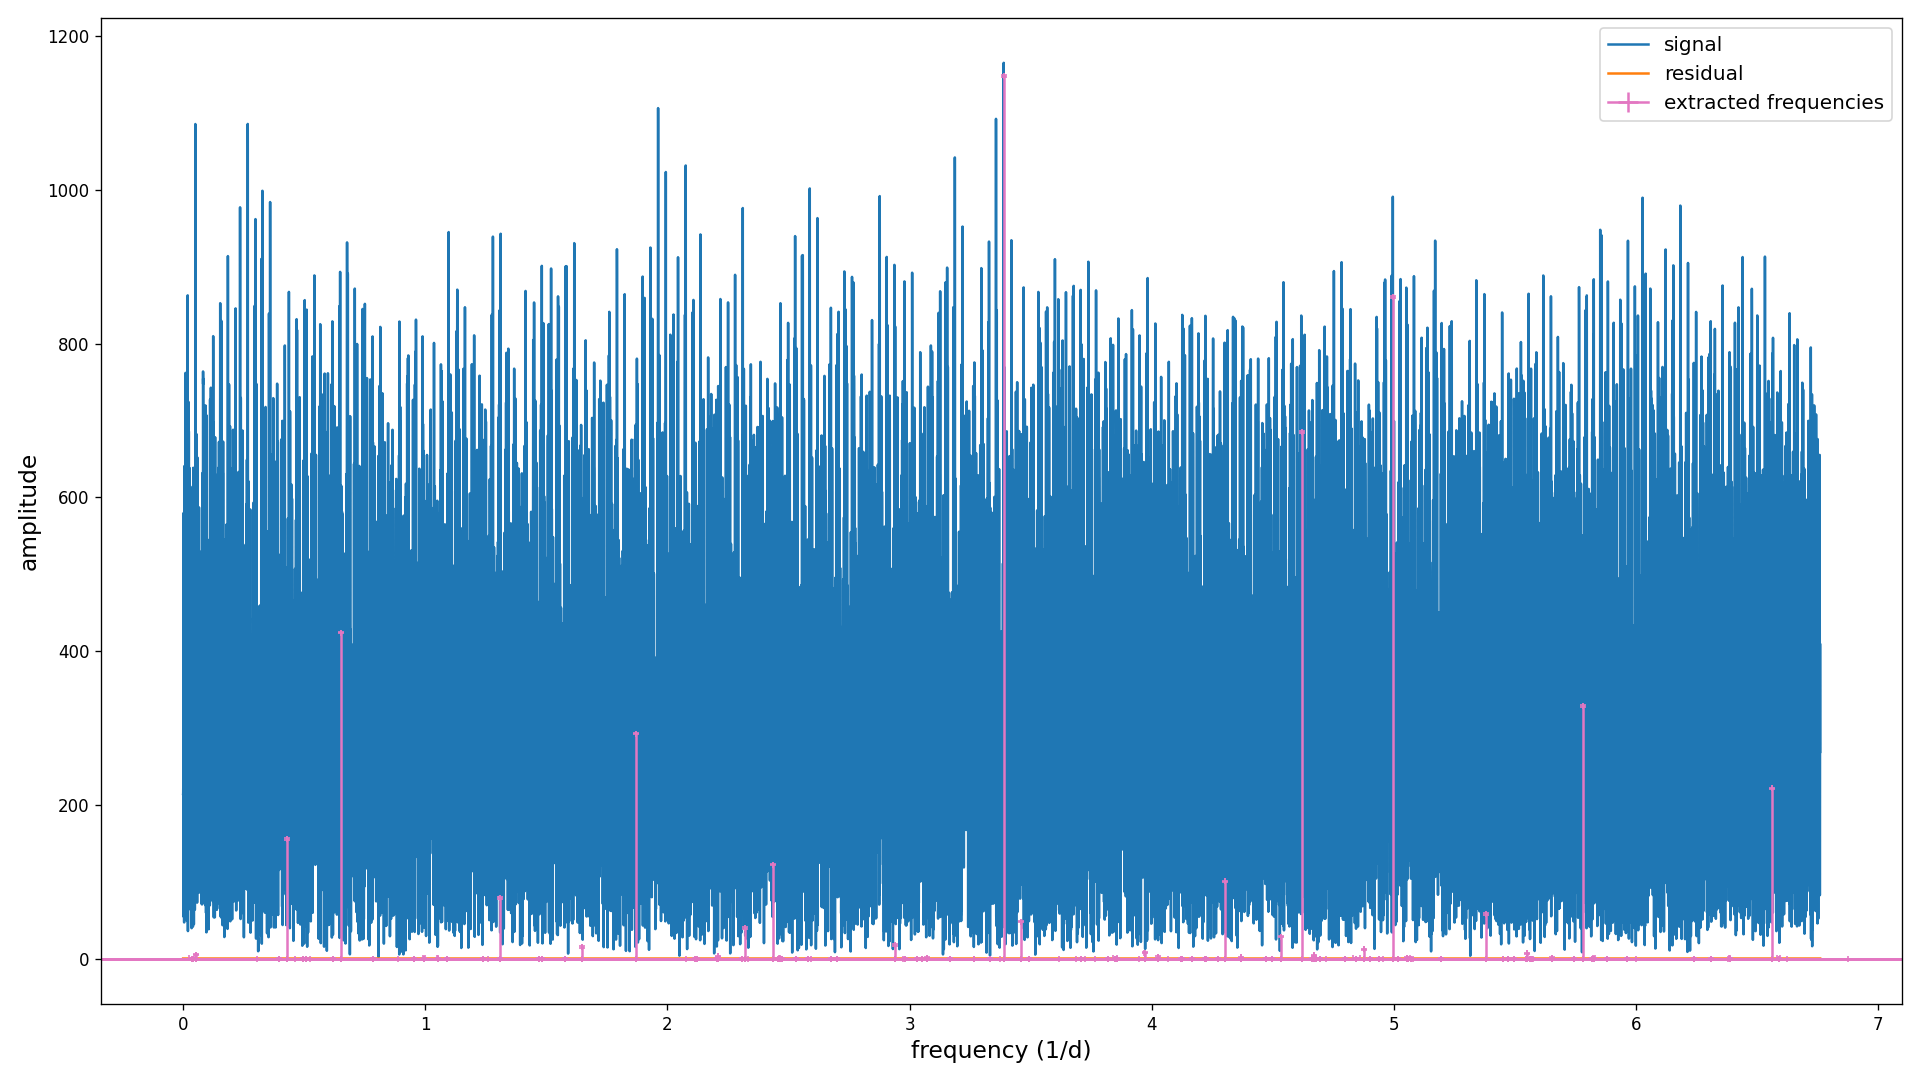 1200
1000
800
600
400
200
0
amplitude
signal
residual
extracted frequencies
0 1 2 3 4 5 6 7
frequency (1/d)